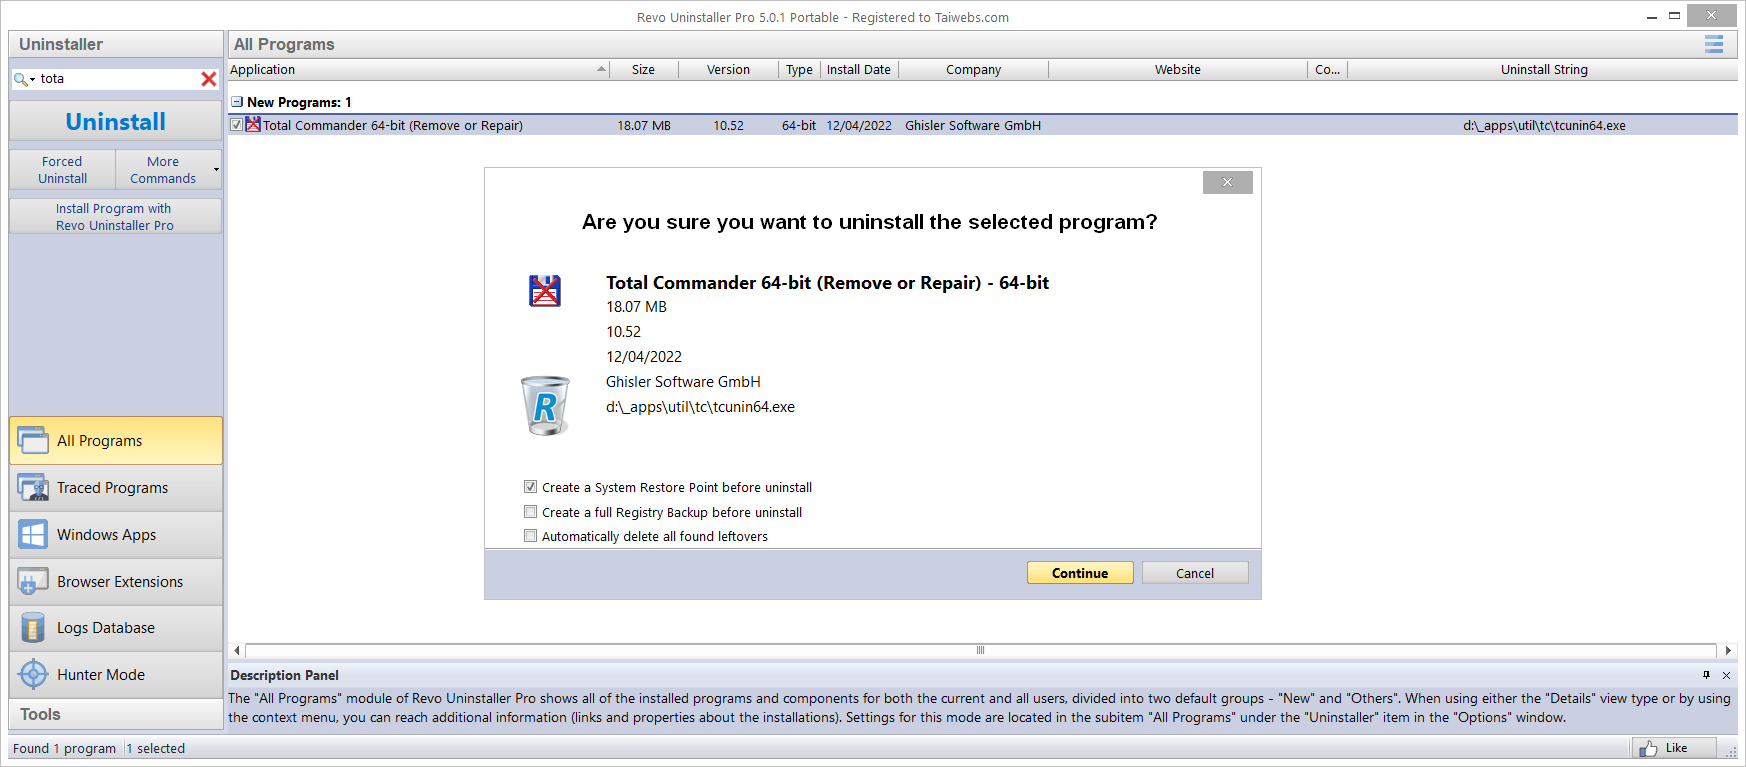 Revo Uninstaller Pro 5.0.1 Portable - Registered to Taiwebs.com
Uninstaller
tota
Uninstall
Forced
Uninstall
More
Commands
Install Program with
Revo Uninstaller Pro
All Programs
Traced Programs
Windows Apps
Browser Extensions
Logs Database
Hunter Mode
Tools
All Programs
Application Size Version Type Install Date Company Website Co... Uninstall String
New Programs: 1
Total Commander 64-bit (Remove or Repair) 18.07 MB 10.52 64-bit 12/04/2022 Ghisler Software GmbH d:\_apps\util\tc\tcunin64.exe
Are you sure you want to uninstall the selected program?
Total Commander 64-bit (Remove or Repair) - 64-bit
18.07 MB
10.52
12/04/2022
Ghisler Software GmbH
R
d:\_apps\util\tc\tcunin64.exe
Create a System Restore Point before uninstall
Create a full Registry Backup before uninstall
Automatically delete all found leftovers
Continue Cancel
Description Panel
The "All Programs" module of Revo Uninstaller Pro shows all of the installed programs and components for both the current and all users, divided into two default groups - "New" and "Others". When using either the "Details" view type or by using
the context menu, you can reach additional information (links and properties about the installations). Settings for this mode are located in the subitem "All Programs" under the "Uninstaller" item in the "Options" window.
Found 1 program 1 selected Like